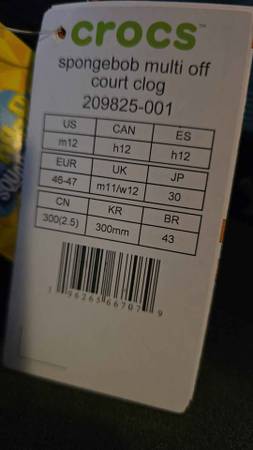 crocs™
spongebob multi off
court clog
209825-001
US CAN ES
m12 h12 h12
EUR UK JP
46-47 m11/w12 30
CN KR BR
300(2.5) 300mm 43